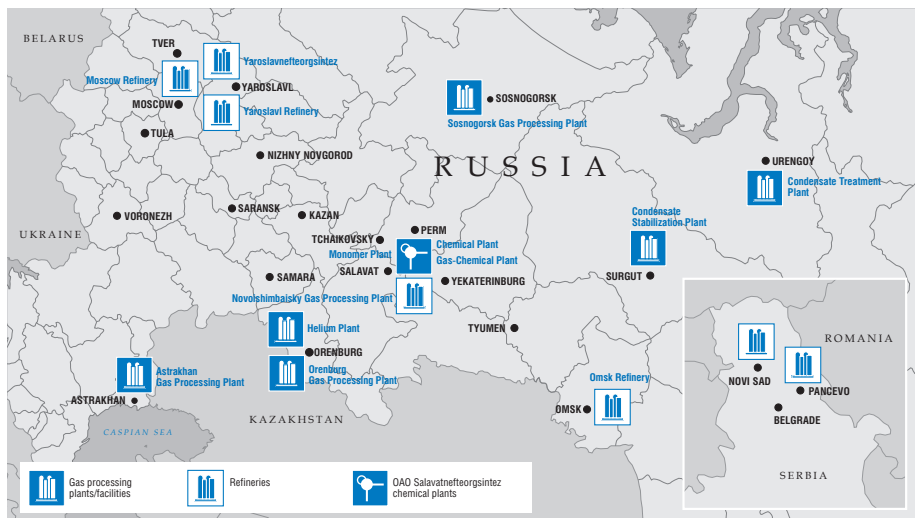 BELARUS
TVER
Yaroslavnefteorgsintez
Moscow Refinery
YAROSLAVL
MOSCOW
Yaroslavl Refinery
TULA
SOSNOGORSK
Sosnogorsk Gas Processing Plant
NIZHNY NOVGOROD
RUSSIA
URENGOY
Condensate Treatment
Plant
VORONEZH
SARANSK
KAZAN
UKRAINE
PERM
TCHAIKOVSKY
Chemical Plant
Monomer Plant
Gas-Chemical Plant
Condensate
Stabilization Plant
SALAVAT
SAMARA
YEKATERINBURG
SURGUT
Novoishimbaisky Gas Processing Plant
Helium Plant
TYUMEN
ORENBURG
Orenburg
Gas Processing Plant
Astrakhan
Gas Processing Plant
ASTRAKHAN
Omsk Refinery
OMSK
KAZAKHSTAN
CASPIAN SEA
ROMANIA
NOVI SAD
PANCEVO
BELGRADE
SERBIA
Gas processing
plants/facilities
Refineries
OAO Salavatnefteorgsintez
chemical plants